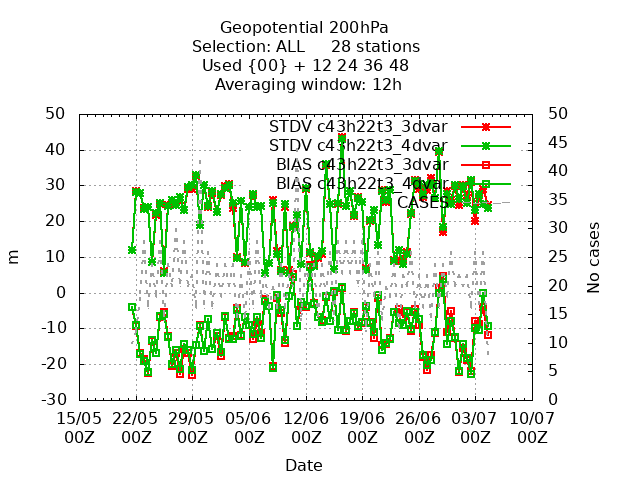 Geopotential 200hPa
Selection: ALL 28 stations
Used {00} + 12 24 36 48
Averaging window: 12h
STDV c43h22t3_3dvar
STDV c43h22t3_4dvar
BIAS c43h22t3_3dvar
BIAS c43h22t3_4dvar
CASES
m
50
40
30
20
10
0
-10
-20
-30
No cases
50
45
40
35
30
25
20
15
10
5
0
15/05 22/05 29/05 05/06 12/06 19/06 26/06 03/07 10/07
00Z 00Z 00Z 00Z 00Z 00Z 00Z 00Z 00Z
Date